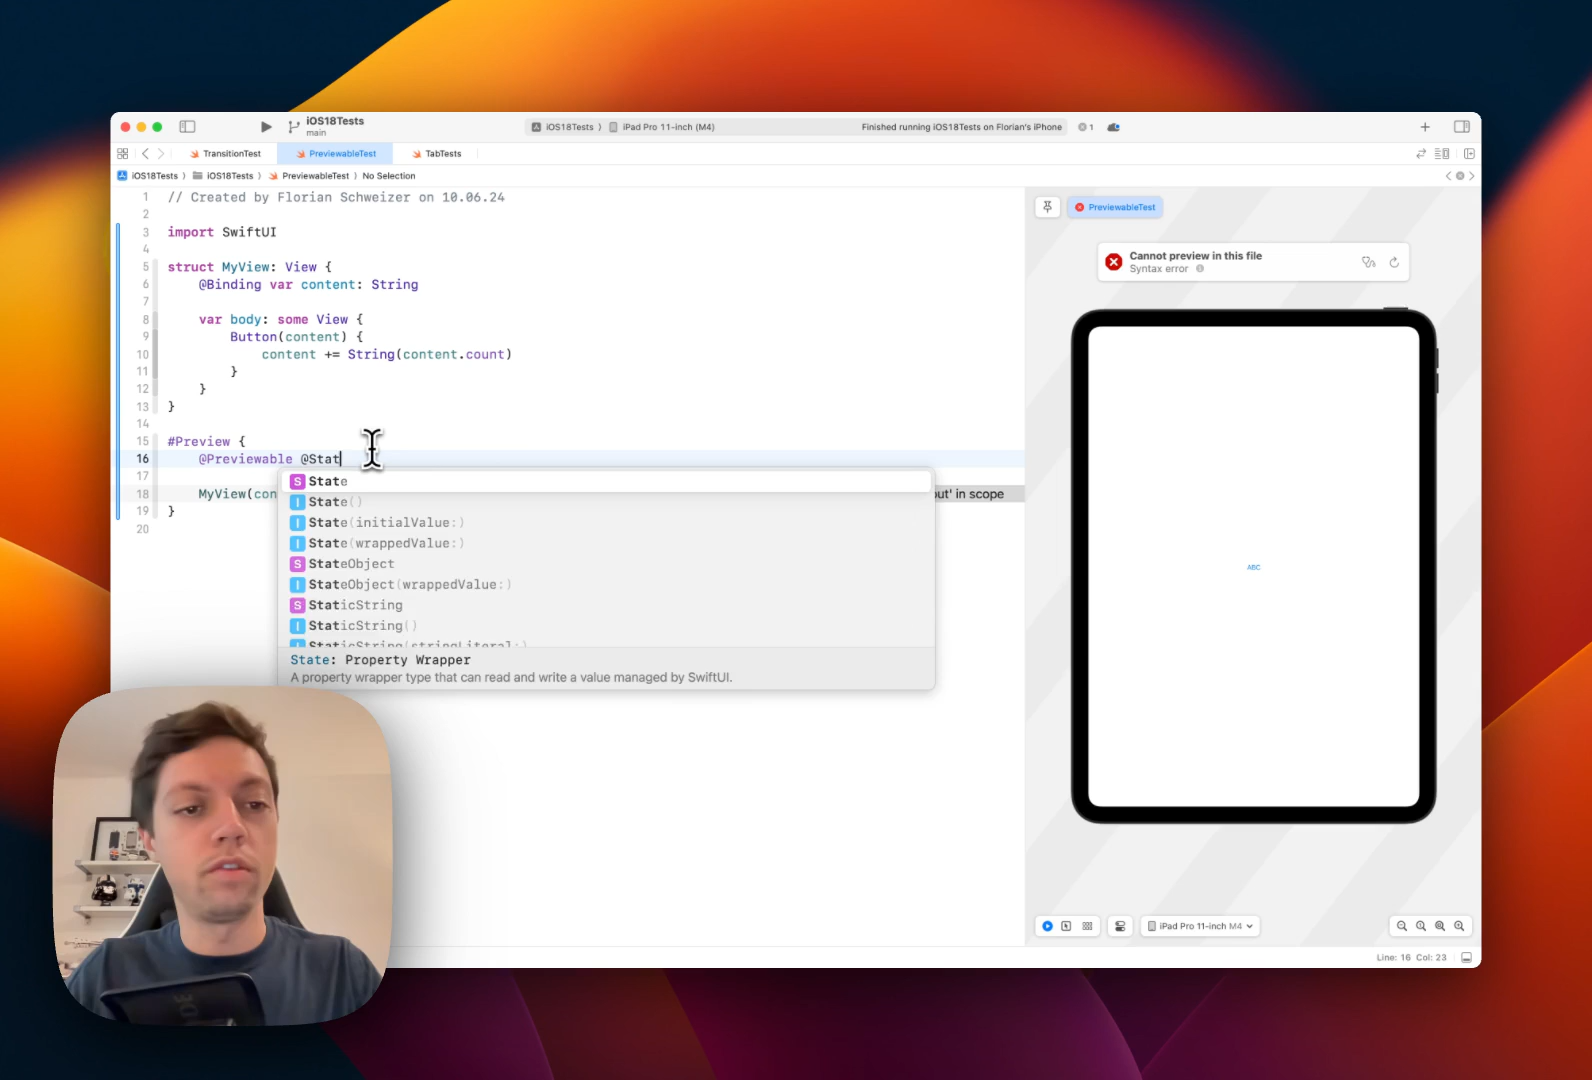 iOS18Tests
main
iOS18Tests
iPad Pro 11-inch (M4)
Finished running iOS18Tests on Florian's iPhone
1
TransitionTest
PreviewableTest
TabTests
iOS18Tests
iOS18Tests
PreviewableTest
No Selection
1 // Created by Florian Schweizer on 10.06.24
2
3 import SwiftUI
4
5 struct MyView: View {
6 @Binding var content: String
7
8 var body: some View {
9 Button(content) {
10 content += String(content.count)
11 }
12 }
13 }
14
15 #Preview {
16 @Previewable @Stat
17
18 MyView(con
ut' in scope
19 }
20
S State
I State()
I State(initialValue:)
I State(wrappedValue:)
S StateObject
I StateObject(wrappedValue:)
S StaticString
I StaticString()
StaticString(stringLiteral:)
State: Property Wrapper
A property wrapper type that can read and write a value managed by SwiftUI.
PreviewableTest
Cannot preview in this file
Syntax error
ABC
iPad Pro 11-inch M4
Line: 16 Col: 23